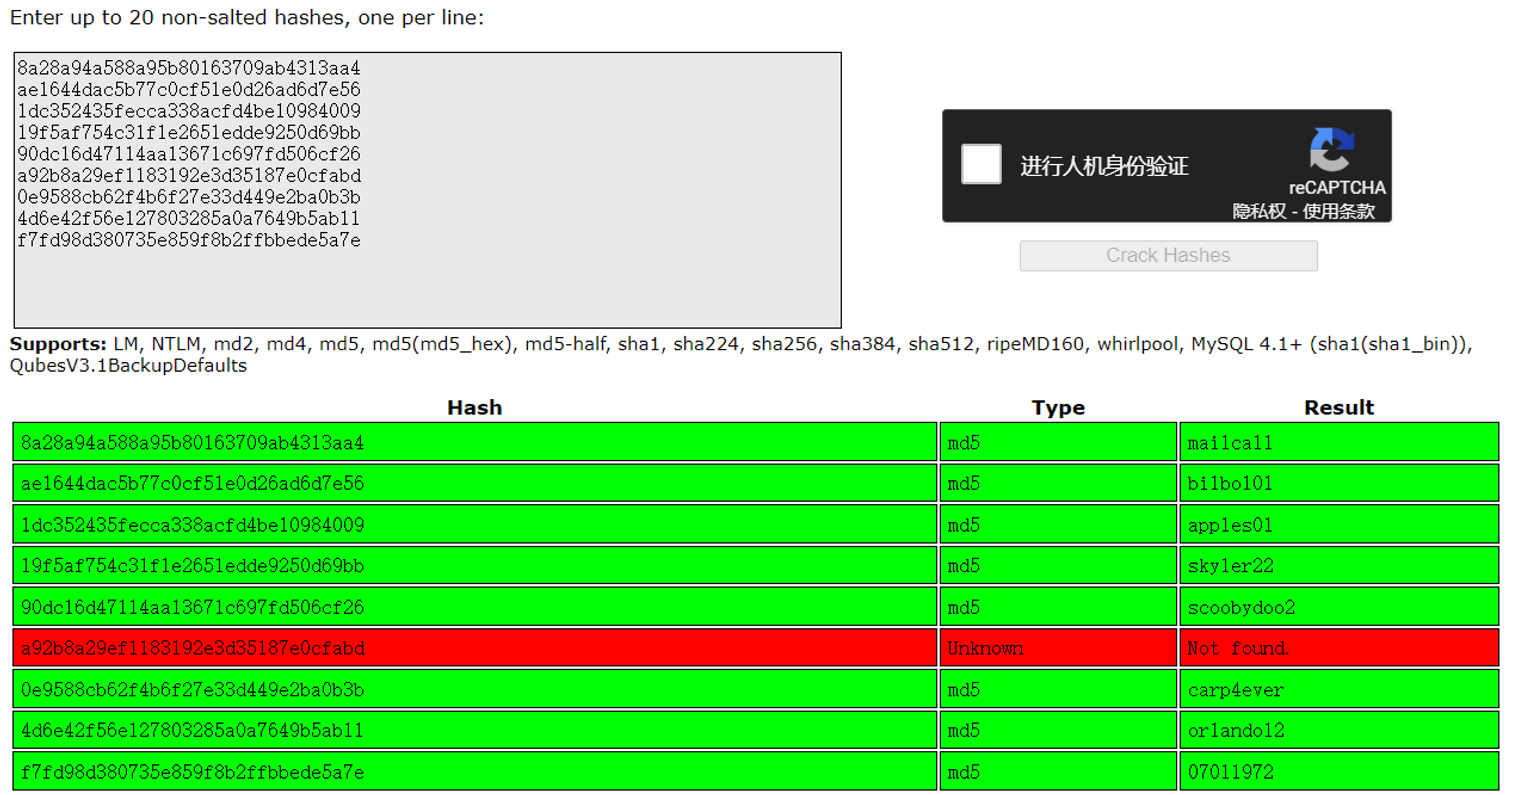 Enter up to 20 non-salted hashes, one per line:
8a28a94a588a95b80163709ab4313aa4
ae1644dac5b77c0cf51e0d26ad6d7e56
1dc352435fecca338acfd4be10984009
19f5af754c31f1e2651edde9250d69bb
90dc16d47114aa13671c697fd506cf26
a92b8a29ef1183192e3d35187e0cfabd
0e9588cb62f4b6f27e33d449e2ba0b3b
4d6e42f56e127803285a0a7649b5ab11
f7fd98d380735e859f8b2ffbbede5a7e
进行人机身份验证
reCAPTCHA
隐私权 - 使用条款
Crack Hashes
Supports: LM, NTLM, md2, md4, md5, md5(md5_hex), md5-half, sha1, sha224, sha256, sha384, sha512, ripeMD160, whirlpool, MySQL 4.1+ (sha1(sha1_bin)),
QubesV3.1BackupDefaults
Hash Type Result
8a28a94a588a95b80163709ab4313aa4 md5 mailcall
ae1644dac5b77c0cf51e0d26ad6d7e56 md5 bilbo101
1dc352435fecca338acfd4be10984009 md5 apples01
19f5af754c31f1e2651edde9250d69bb md5 skyler22
90dc16d47114aa13671c697fd506cf26 md5 scoobydoo2
a92b8a29ef1183192e3d35187e0cfabd Unknown Not found.
0e9588cb62f4b6f27e33d449e2ba0b3b md5 carp4ever
4d6e42f56e127803285a0a7649b5ab11 md5 orlando12
f7fd98d380735e859f8b2ffbbede5a7e md5 07011972